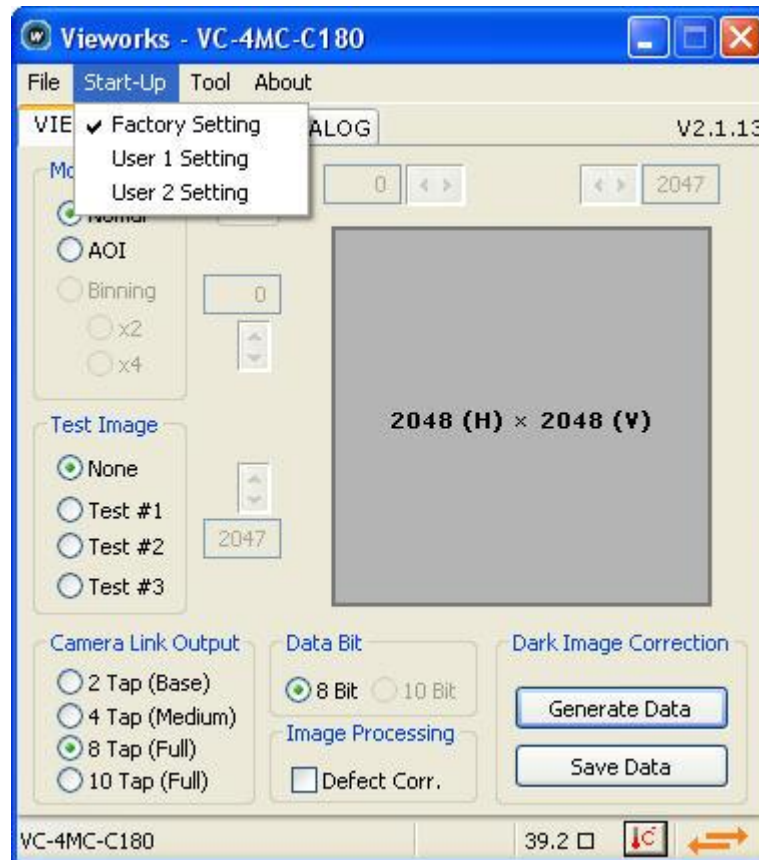 Vieworks - VC-4MC-C180
File Start-Up Tool About
VIE ALOG V2.1.13
✔ Factory Setting
User 1 Setting
User 2 Setting
0 2047
AOI
Binning 0
x2
x4
2048 (H) × 2048 (V)
Test Image
None
Test #1
Test #2
Test #3
2047
Camera Link Output
2 Tap (Base)
4 Tap (Medium)
8 Tap (Full)
10 Tap (Full)
Data Bit
8 Bit 10 Bit
Image Processing
Defect Corr.
Dark Image Correction
Generate Data
Save Data
VC-4MC-C180 39.2 □